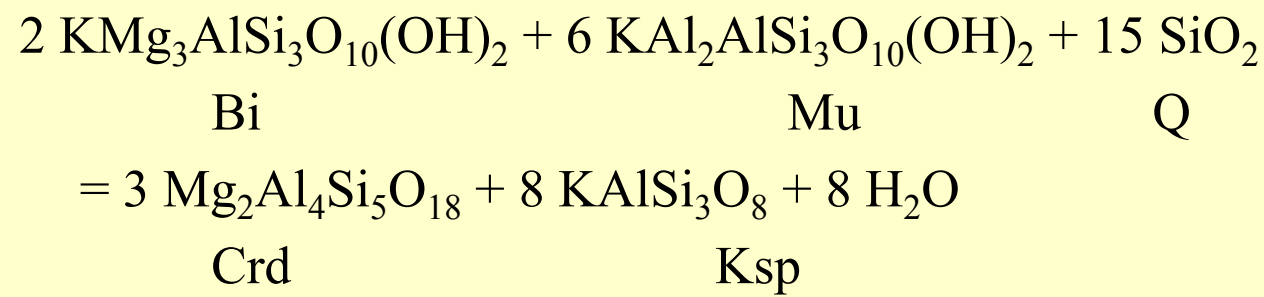 2 KMg₃AlSi₃O₁₀(OH)₂ + 6 KAl₂AlSi₃O₁₀(OH)₂ + 15 SiO₂
Bi Mu Q
= 3 Mg₂Al₄Si₅O₁₈ + 8 KAlSi₃O₈ + 8 H₂O
Crd Ksp